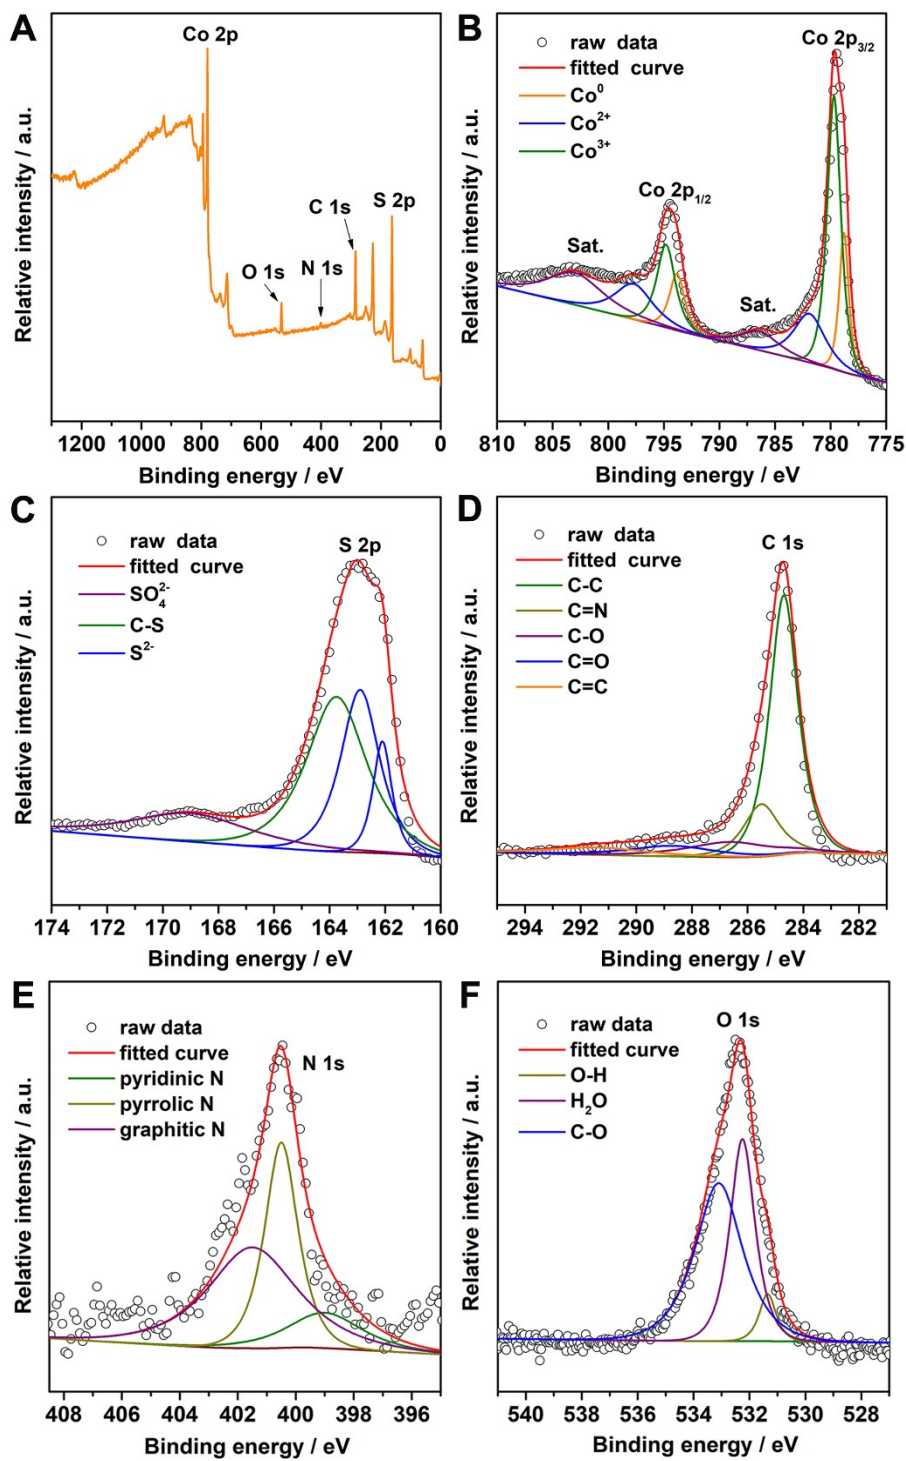 A
Co 2p
C 1s
S 2p
O 1s
N 1s
Relative intensity / a.u.
1200 1000 800 600 400 200 0
Binding energy / eV
B
raw data
fitted curve
Co⁰
Co²⁺
Co³⁺
Co 2p₃/₂
Co 2p₁/₂
Sat.
Sat.
Relative intensity / a.u.
810 805 800 795 790 785 780 775
Binding energy / eV
C
raw data
fitted curve
SO₄²⁻
C-S
S²⁻
S 2p
Relative intensity / a.u.
174 172 170 168 166 164 162 160
Binding energy / eV
D
raw data
fitted curve
C-C
C=N
C-O
C=O
C=C
C 1s
Relative intensity / a.u.
294 292 290 288 286 284 282
Binding energy / eV
E
raw data
fitted curve
pyridinic N
pyrrolic N
graphitic N
N 1s
Relative intensity / a.u.
408 406 404 402 400 398 396
Binding energy / eV
F
raw data
fitted curve
O-H
H₂O
C-O
O 1s
Relative intensity / a.u.
540 538 536 534 532 530 528
Binding energy / eV